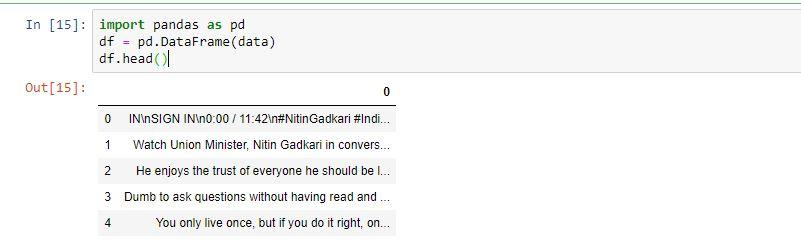 In [15]: import pandas as pd
df = pd.DataFrame(data)
df.head()
Out[15]:
0
0 IN\nSIGN IN\n0:00 / 11:42\n#NitinGadkari #Indi...
1 Watch Union Minister, Nitin Gadkari in convers...
2 He enjoys the trust of everyone he should be l...
3 Dumb to ask questions without having read and ...
4 You only live once, but if you do it right, on...